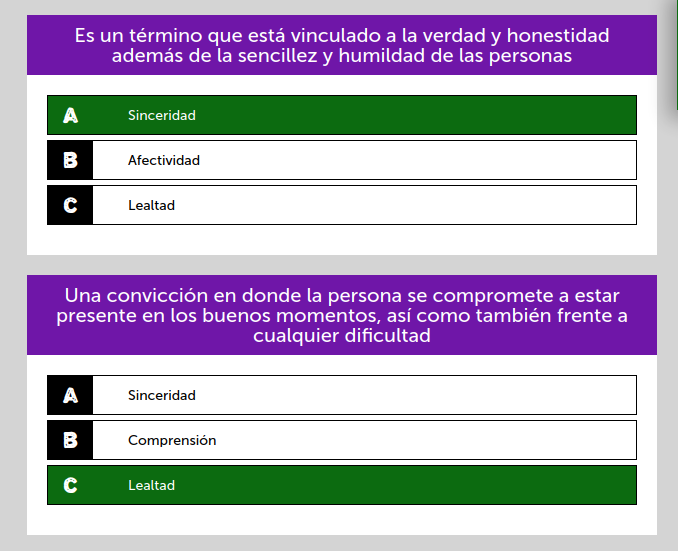 Es un término que está vinculado a la verdad y honestidad
además de la sencillez y humildad de las personas
A Sinceridad
B Afectividad
C Lealtad
Una convicción en donde la persona se compromete a estar
presente en los buenos momentos, así como también frente a
cualquier dificultad
A Sinceridad
B Comprensión
C Lealtad